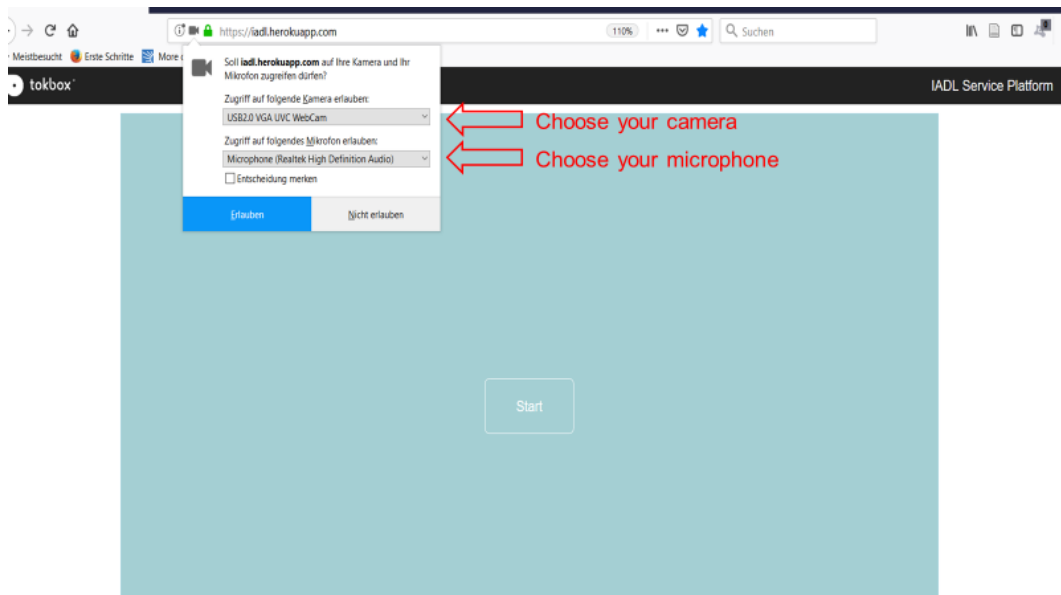 https://iadl.herokuapp.com
110%
Suchen
Meistbesucht
Erste Schritte
More
tokbox
IADL Service Platform
Soll iadl.herokuapp.com auf Ihre Kamera und Ihr
Mikrofon zugreifen dürfen?
Zugriff auf folgende Kamera erlauben:
USB2.0 VGA UVC WebCam
Choose your camera
Zugriff auf folgendes Mikrofon erlauben:
Microphone (Realtek High Definition Audio)
Choose your microphone
Entscheidung merken
Erlauben
Nicht erlauben
Start